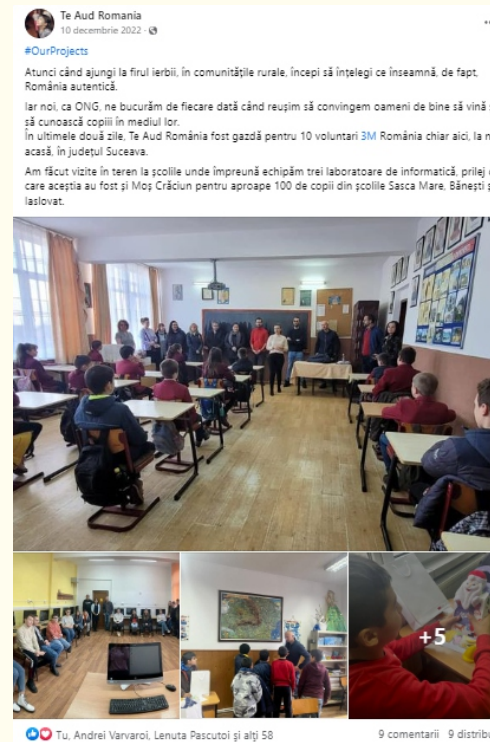 Te Aud Romania
10 decembrie 2022 ·
#OurProjects
Atunci când ajungi la firul ierbii, în comunitățile rurale, începi să înțelegi ce înseamnă, de fapt,
România autentică.
Iar noi, ca ONG, ne bucurăm de fiecare dată când reușim să convingem oameni de bine să vină
să cunoască copiii în mediul lor.
În ultimele două zile, Te Aud România fost gazdă pentru 10 voluntari 3M România chiar aici, la
acasă, în județul Suceava.
Am făcut vizite în teren la școlile unde împreună echipăm trei laboratoare de informatică, prilej
care aceștia au fost și Moș Crăciun pentru aproape 100 de copii din școlile Sasca Mare, Bănești
Iaslovat.
+5
Tu, Andrei Varvaroi, Lenuta Pascutoi și alți 58
9 comentarii 9 distribu